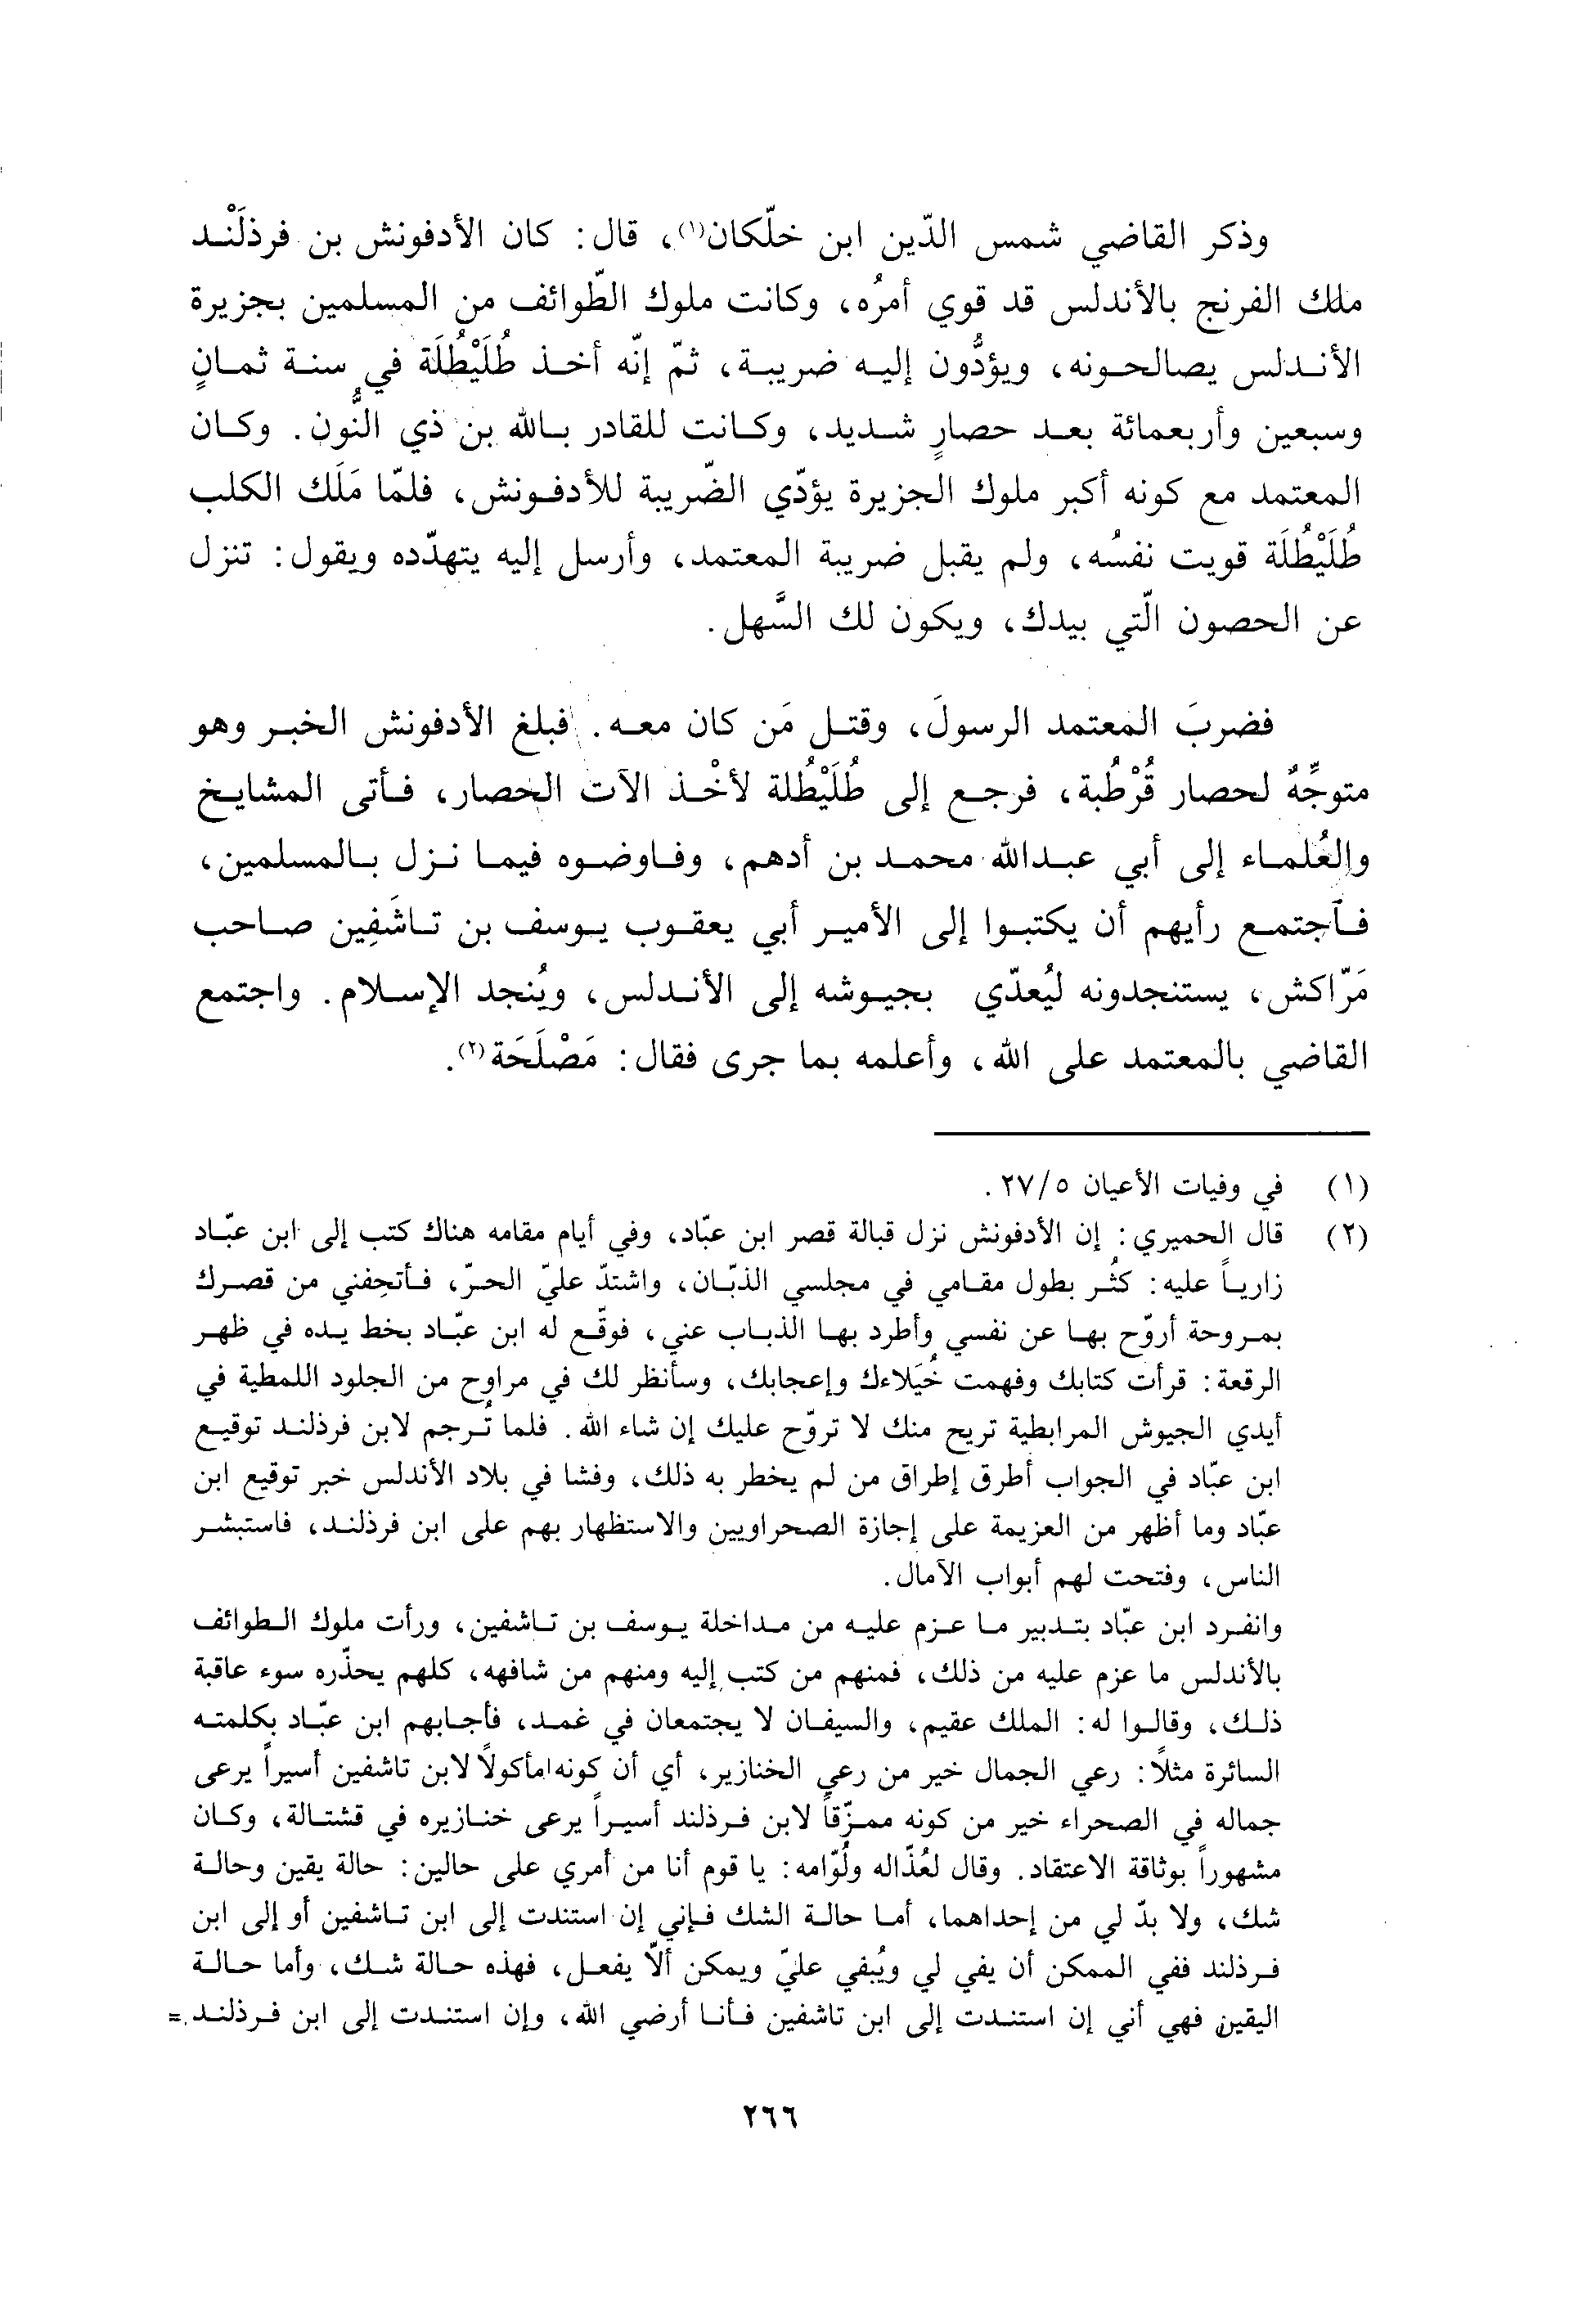 وذكر القاضي شمس الدّين ابن خلّكان(١)، قال: كان الأدفونش بن فرذلَنْد
ملك الفرنج بالأندلس قد قوي أمرُه، وكانت ملوك الطّوائف من المسلمين بجزيرة
الأندلس يصالحونه، ويؤدُّون إليه ضريبة، ثمّ إنّه أخذ طُلَيْطُلَة في سنة ثمانٍ
وسبعين وأربعمائة بعد حصارٍ شديد، وكانت للقادر بالله بن ذي النُّون. وكان
المعتمد مع كونه أكبر ملوك الجزيرة يؤدّي الضّريبة للأدفونش، فلمّا مَلَك الكلب
طُلَيْطُلَة قويت نفسُه، ولم يقبل ضريبة المعتمد، وأرسل إليه يتهدّده ويقول: تنزل
عن الحصون الّتي بيدك، ويكون لك السَّهل.
فضربَ المعتمد الرسولَ، وقتل مَن كان معه. فبلغ الأدفونش الخبر وهو
متوجِّهٌ لحصار قُرْطُبة، فرجع إلى طُلَيْطُلة لأخْذ الآت الحصار، فأتى المشايخ
والعُلماء إلى أبي عبدالله محمد بن أدهم، وفاوضوه فيما نزل بالمسلمين،
فآجتمع رأيهم أن يكتبوا إلى الأمير أبي يعقوب يوسف بن تاشَفِين صاحب
مَرّاكش، يستنجدونه ليُعدّي بجيوشه إلى الأندلس، ويُنجد الإسلام. واجتمع
القاضي بالمعتمد على الله، وأعلمه بما جرى فقال: مَصْلَحَة(٢).
(١) في وفيات الأعيان ٢٧/٥.
(٢) قال الحميري: إن الأدفونش نزل قبالة قصر ابن عبّاد، وفي أيام مقامه هناك كتب إلى ابن عبّاد
زارياً عليه: كثُر بطول مقامي في مجلسي الذبّان، واشتدّ عليّ الحرّ، فأتحِفني من قصرك
بمروحة أروّح بها عن نفسي وأطرد بها الذباب عني، فوقّع له ابن عبّاد بخط يده في ظهر
الرقعة: قرأت كتابك وفهمت خُيَلاءك وإعجابك، وسأنظر لك في مراوح من الجلود اللمطية في
أيدي الجيوش المرابطية تريح منك لا تروّح عليك إن شاء الله. فلما تُرجم لابن فرذلند توقيع
ابن عبّاد في الجواب أطرق إطراق من لم يخطر به ذلك، وفشا في بلاد الأندلس خبر توقيع ابن
عبّاد وما أظهر من العزيمة على إجازة الصحراويين والاستظهار بهم على ابن فرذلند، فاستبشر
الناس، وفتحت لهم أبواب الآمال.
وانفرد ابن عبّاد بتدبير ما عزم عليه من مداخلة يوسف بن تاشفين، ورأت ملوك الطوائف
بالأندلس ما عزم عليه من ذلك، فمنهم من كتب إليه ومنهم من شافهه، كلهم يحذّره سوء عاقبة
ذلك، وقالوا له: الملك عقيم، والسيفان لا يجتمعان في غمد، فأجابهم ابن عبّاد بكلمته
السائرة مثلاً: رعي الجمال خير من رعي الخنازير، أي أن كونه مأكولاً لابن تاشفين أسيراً يرعى
جماله في الصحراء خير من كونه ممزّقاً لابن فرذلند أسيراً يرعى خنازيره في قشتالة، وكان
مشهوراً بوثاقة الاعتقاد. وقال لعُذّاله ولُوّامه: يا قوم أنا من أمري على حالين: حالة يقين وحالة
شك، ولا بدّ لي من إحداهما، أما حالة الشك فإني إن استندت إلى ابن تاشفين أو إلى ابن
فرذلند ففي الممكن أن يفي لي ويُبفي عليّ ويمكن ألاّ يفعل، فهذه حالة شك، وأما حالة
اليقين فهي أني إن استندت إلى ابن تاشفين فأنا أرضي الله، وإن استندت إلى ابن فرذلند =
٢٦٦